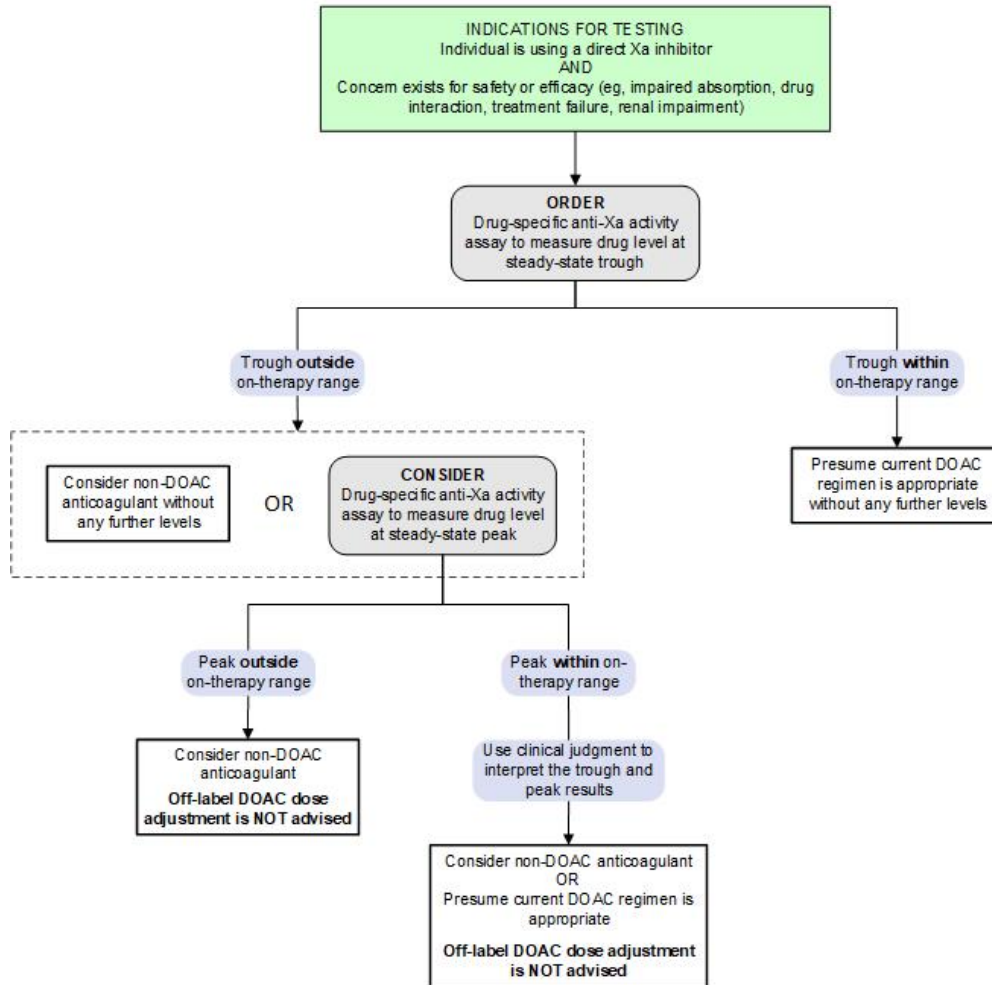 INDICATIONS FOR TESTING
Individual is using a direct Xa inhibitor
AND
Concern exists for safety or efficacy (eg, impaired absorption, drug
interaction, treatment failure, renal impairment)
ORDER
Drug-specific anti-Xa activity
assay to measure drug level at
steady-state trough
Trough outside
on-therapy range
Trough within
on-therapy range
Consider non-DOAC
anticoagulant without
any further levels
OR
CONSIDER
Drug-specific anti-Xa activity
assay to measure drug level
at steady-state peak
Presume current DOAC
regimen is appropriate
without any further levels
Peak outside
on-therapy range
Peak within on-
therapy range
Consider non-DOAC
anticoagulant
Off-label DOAC dose
adjustment is NOT advised
Use clinical judgment to
interpret the trough and
peak results
Consider non-DOAC anticoagulant
OR
Presume current DOAC regimen is
appropriate
Off-label DOAC dose adjustment
is NOT advised